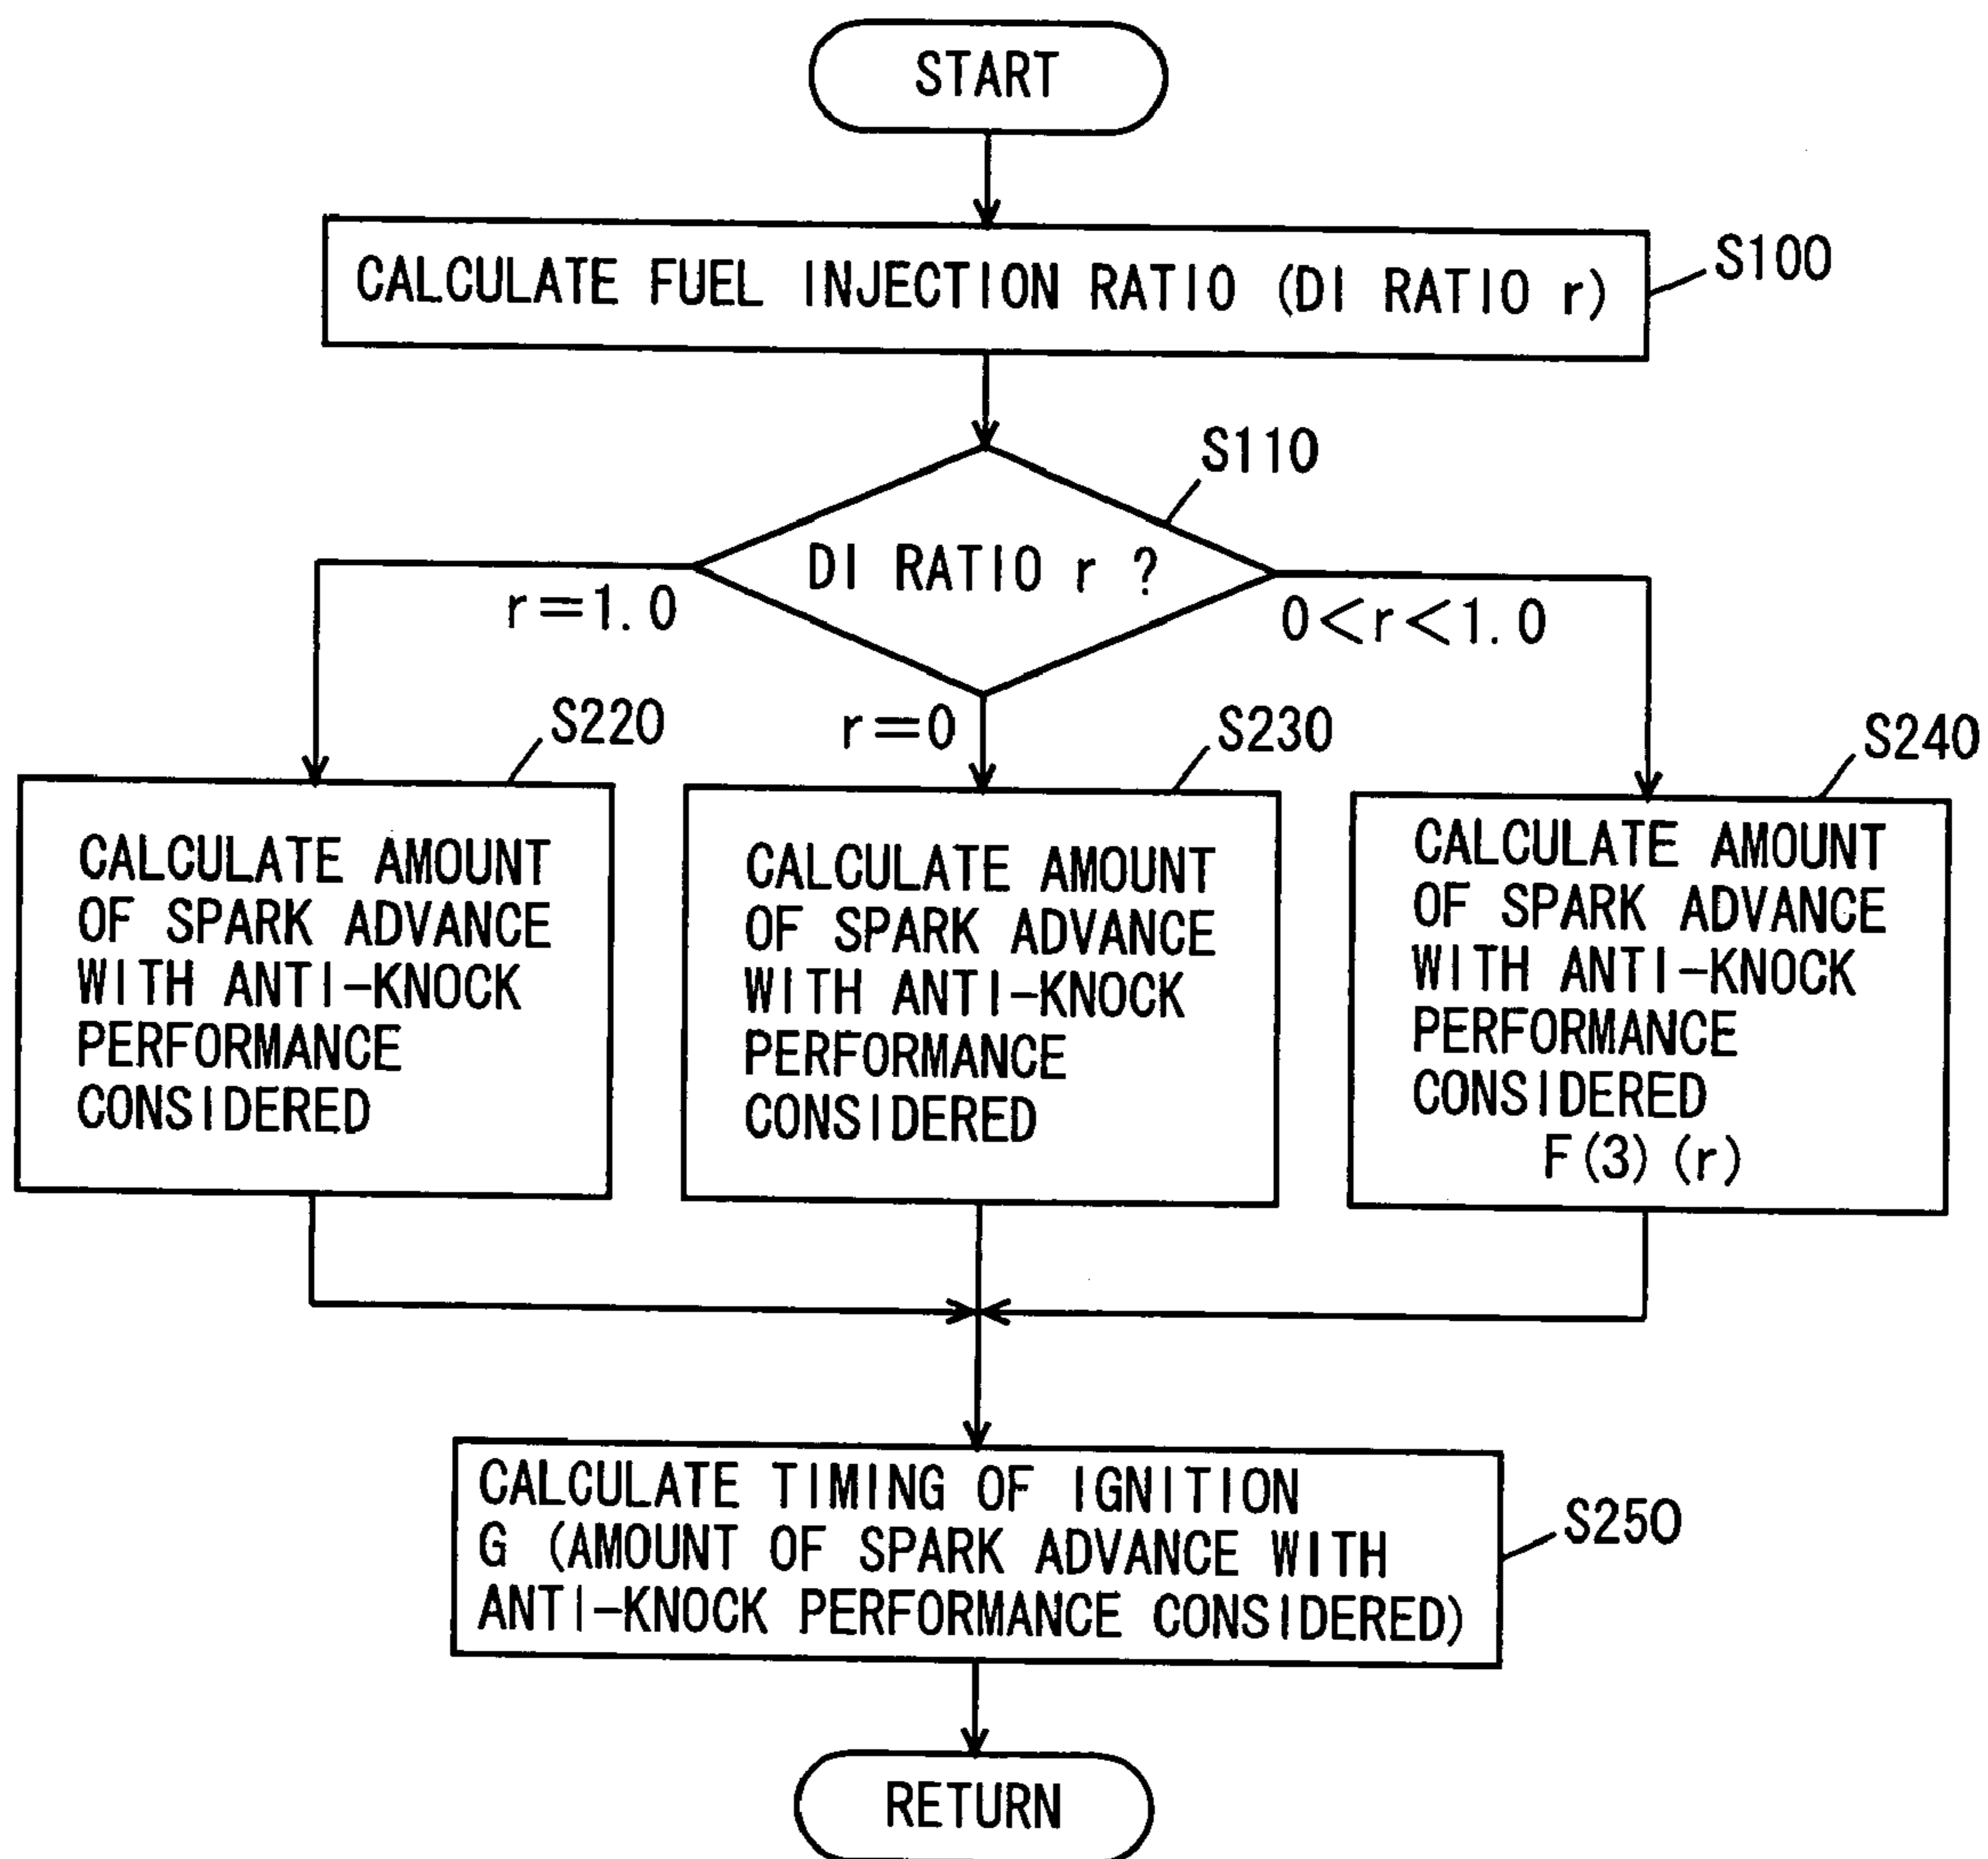 START
CALCULATE FUEL INJECTION RATIO (DI RATIO r)
S100
S110
DI RATIO r ?
r=1.0
0<r<1.0
r=0
S220
S230
S240
CALCULATE AMOUNT
OF SPARK ADVANCE
WITH ANTI-KNOCK
PERFORMANCE
CONSIDERED
CALCULATE AMOUNT
OF SPARK ADVANCE
WITH ANTI-KNOCK
PERFORMANCE
CONSIDERED
CALCULATE AMOUNT
OF SPARK ADVANCE
WITH ANTI-KNOCK
PERFORMANCE
CONSIDERED
F(3)(r)
CALCULATE TIMING OF IGNITION
G (AMOUNT OF SPARK ADVANCE WITH
ANTI-KNOCK PERFORMANCE CONSIDERED)
S250
RETURN